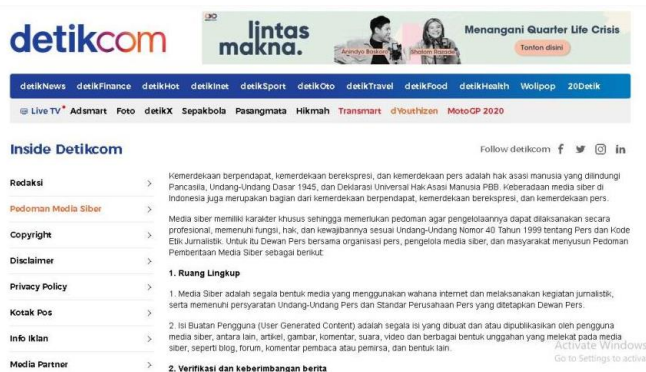 detikcom
lintas
makna.
Anindyo Baskoro
Shalom Razade
Menangani Quarter Life Crisis
Tonton disini
detikNews detikFinance detikHot detikInet detikSport detikOto detikTravel detikFood detikHealth Wolipop 20Detik
Live TV Adsmart Foto detikX Sepakbola Pasangmata Hikmah Transmart dYouthizen MotoGP 2020
Inside Detikcom
Follow detikcom
Redaksi
Pedoman Media Siber
Copyright
Disclaimer
Privacy Policy
Kotak Pos
Info Iklan
Media Partner
Kemerdekaan berpendapat, kemerdekaan berekspresi, dan kemerdekaan pers adalah hak asasi manusia yang dilindungi
Pancasila, Undang-Undang Dasar 1945, dan Deklarasi Universal Hak Asasi Manusia PBB. Keberadaan media siber di
Indonesia juga merupakan bagian dari kemerdekaan berpendapat, kemerdekaan berekspresi, dan kemerdekaan pers.
Media siber memiliki karakter khusus sehingga memerlukan pedoman agar pengelolaannya dapat dilaksanakan secara
profesional, memenuhi fungsi, hak, dan kewajibannya sesuai Undang-Undang Nomor 40 Tahun 1999 tentang Pers dan Kode
Etik Jurnalistik. Untuk itu Dewan Pers bersama organisasi pers, pengelola media siber, dan masyarakat menyusun Pedoman
Pemberitaan Media Siber sebagai berikut:
1. Ruang Lingkup
1. Media Siber adalah segala bentuk media yang menggunakan wahana internet dan melaksanakan kegiatan jurnalistik,
serta memenuhi persyaratan Undang-Undang Pers dan Standar Perusahaan Pers yang ditetapkan Dewan Pers.
2. Isi Buatan Pengguna (User Generated Content) adalah segala isi yang dibuat dan atau dipublikasikan oleh pengguna
media siber, antara lain, artikel, gambar, komentar, suara, video dan berbagai bentuk unggahan yang melekat pada media
siber, seperti blog, forum, komentar pembaca atau pemirsa, dan bentuk lain.
2. Verifikasi dan keberimbangan berita
Activate Windows
Go to Settings to activa